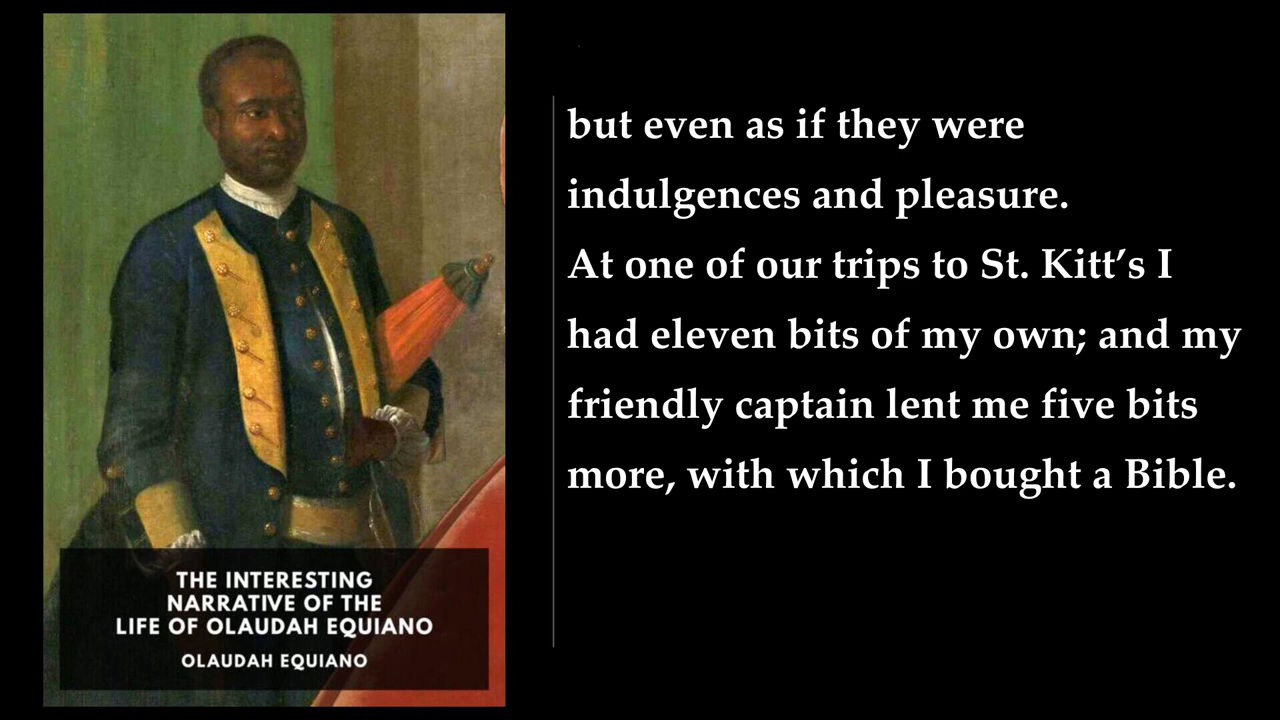 THE INTERESTING
NARRATIVE OF THE
LIFE OF OLAUDAH EQUIANO
OLAUDAH EQUIANO
but even as if they were
indulgences and pleasure.
At one of our trips to St. Kitt’s I
had eleven bits of my own; and my
friendly captain lent me five bits
more, with which I bought a Bible.